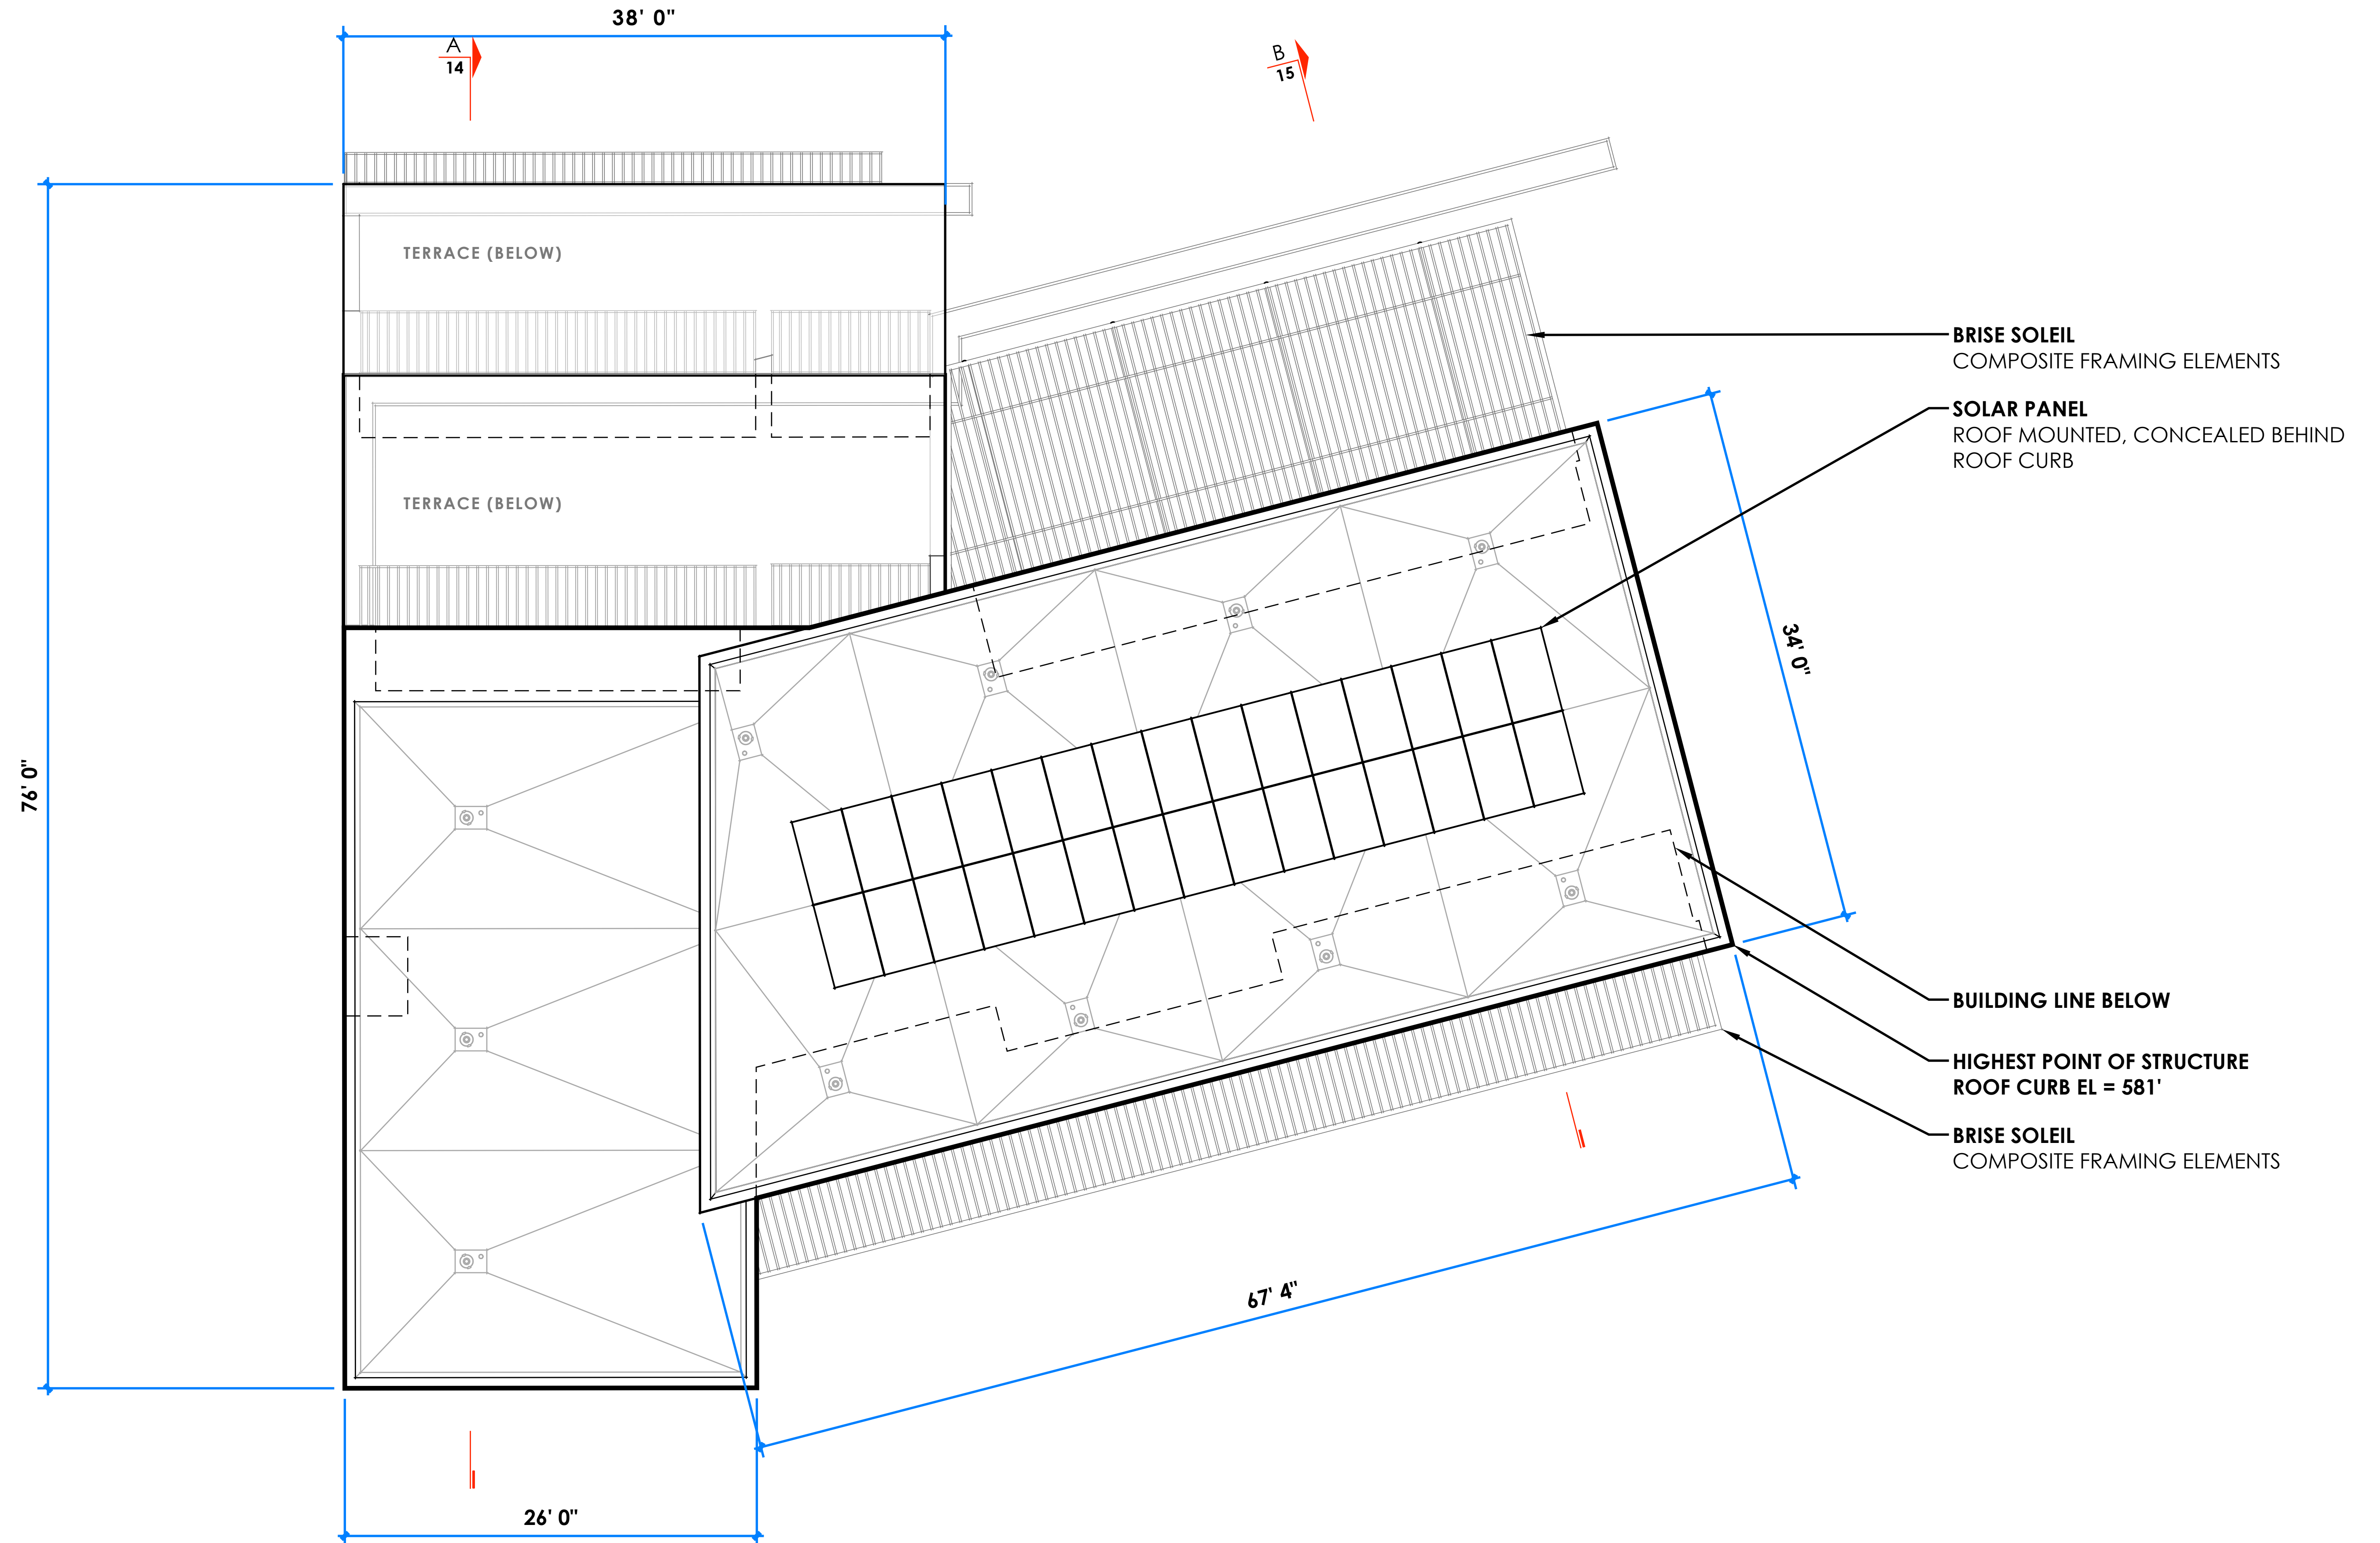 38' 0"
A
14
B
15
TERRACE (BELOW)
BRISE SOLEIL
COMPOSITE FRAMING ELEMENTS
SOLAR PANEL
ROOF MOUNTED, CONCEALED BEHIND
ROOF CURB
TERRACE (BELOW)
34' 0"
76' 0"
BUILDING LINE BELOW
HIGHEST POINT OF STRUCTURE
ROOF CURB EL = 581'
BRISE SOLEIL
COMPOSITE FRAMING ELEMENTS
67' 4"
26' 0"